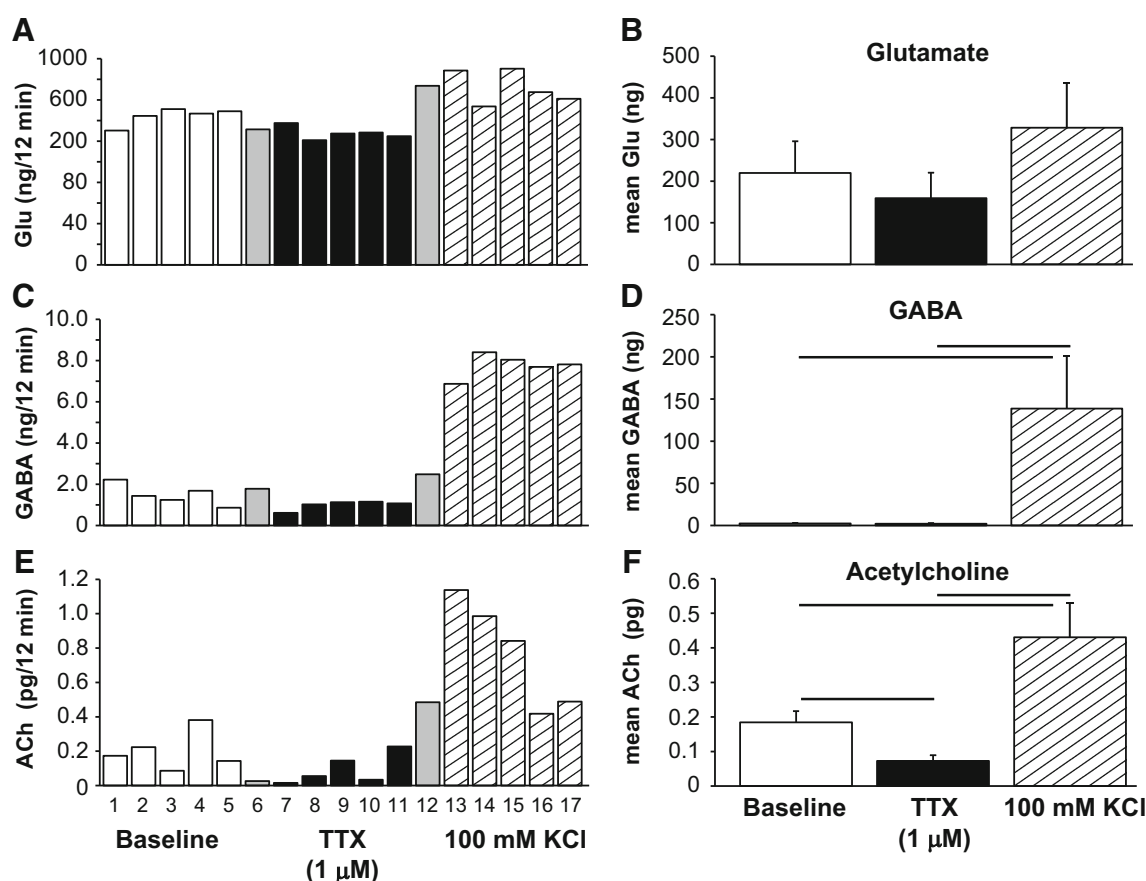 A
Glu (ng/12 min)
1000
600
200
80
40
0
B
Glutamate
mean Glu (ng)
500
400
300
200
100
0
C
GABA (ng/12 min)
10.0
8.0
6.0
4.0
2.0
0
D
GABA
mean GABA (ng)
250
200
150
100
50
0
E
ACh (pg/12 min)
1.2
0.8
0.6
0.4
0.2
0
1 2 3 4 5 6 7 8 9 10 11 12 13 14 15 16 17
Baseline TTX 100 mM KCl
(1 μM)
F
Acetylcholine
mean ACh (pg)
0.6
0.5
0.4
0.3
0.2
0.1
0
Baseline TTX 100 mM KCl
(1 μM)